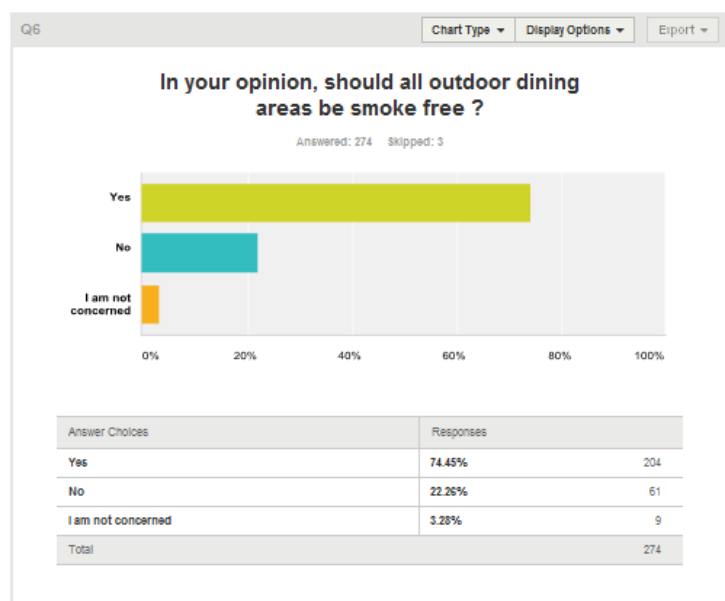 Q6 Chart Type Display Options Export
In your opinion, should all outdoor dining
areas be smoke free ?
Answered: 274 Skipped: 3
Yes
No
I am not
concerned
0% 20% 40% 60% 80% 100%
Answer Choices Responses
Yes 74.45% 204
No 22.26% 61
I am not concerned 3.28% 9
Total 274